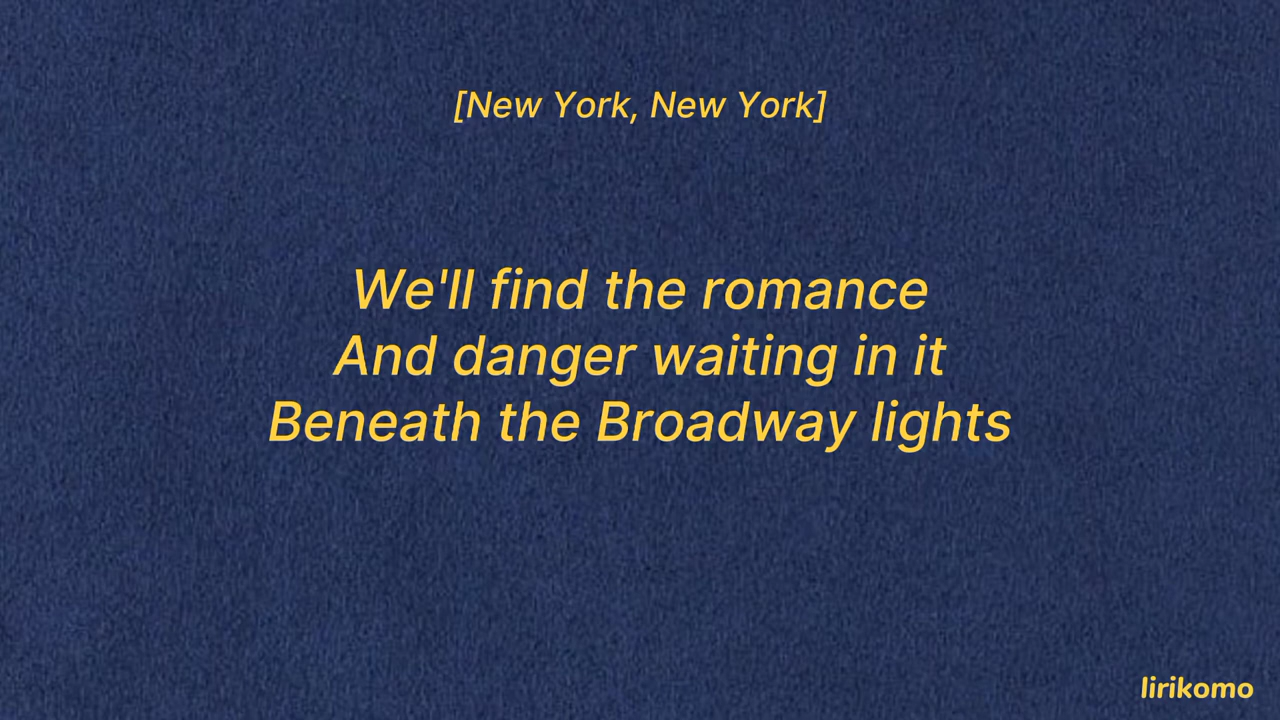 [New York, New York]
We'll find the romance
And danger waiting in it
Beneath the Broadway lights
lirikomo